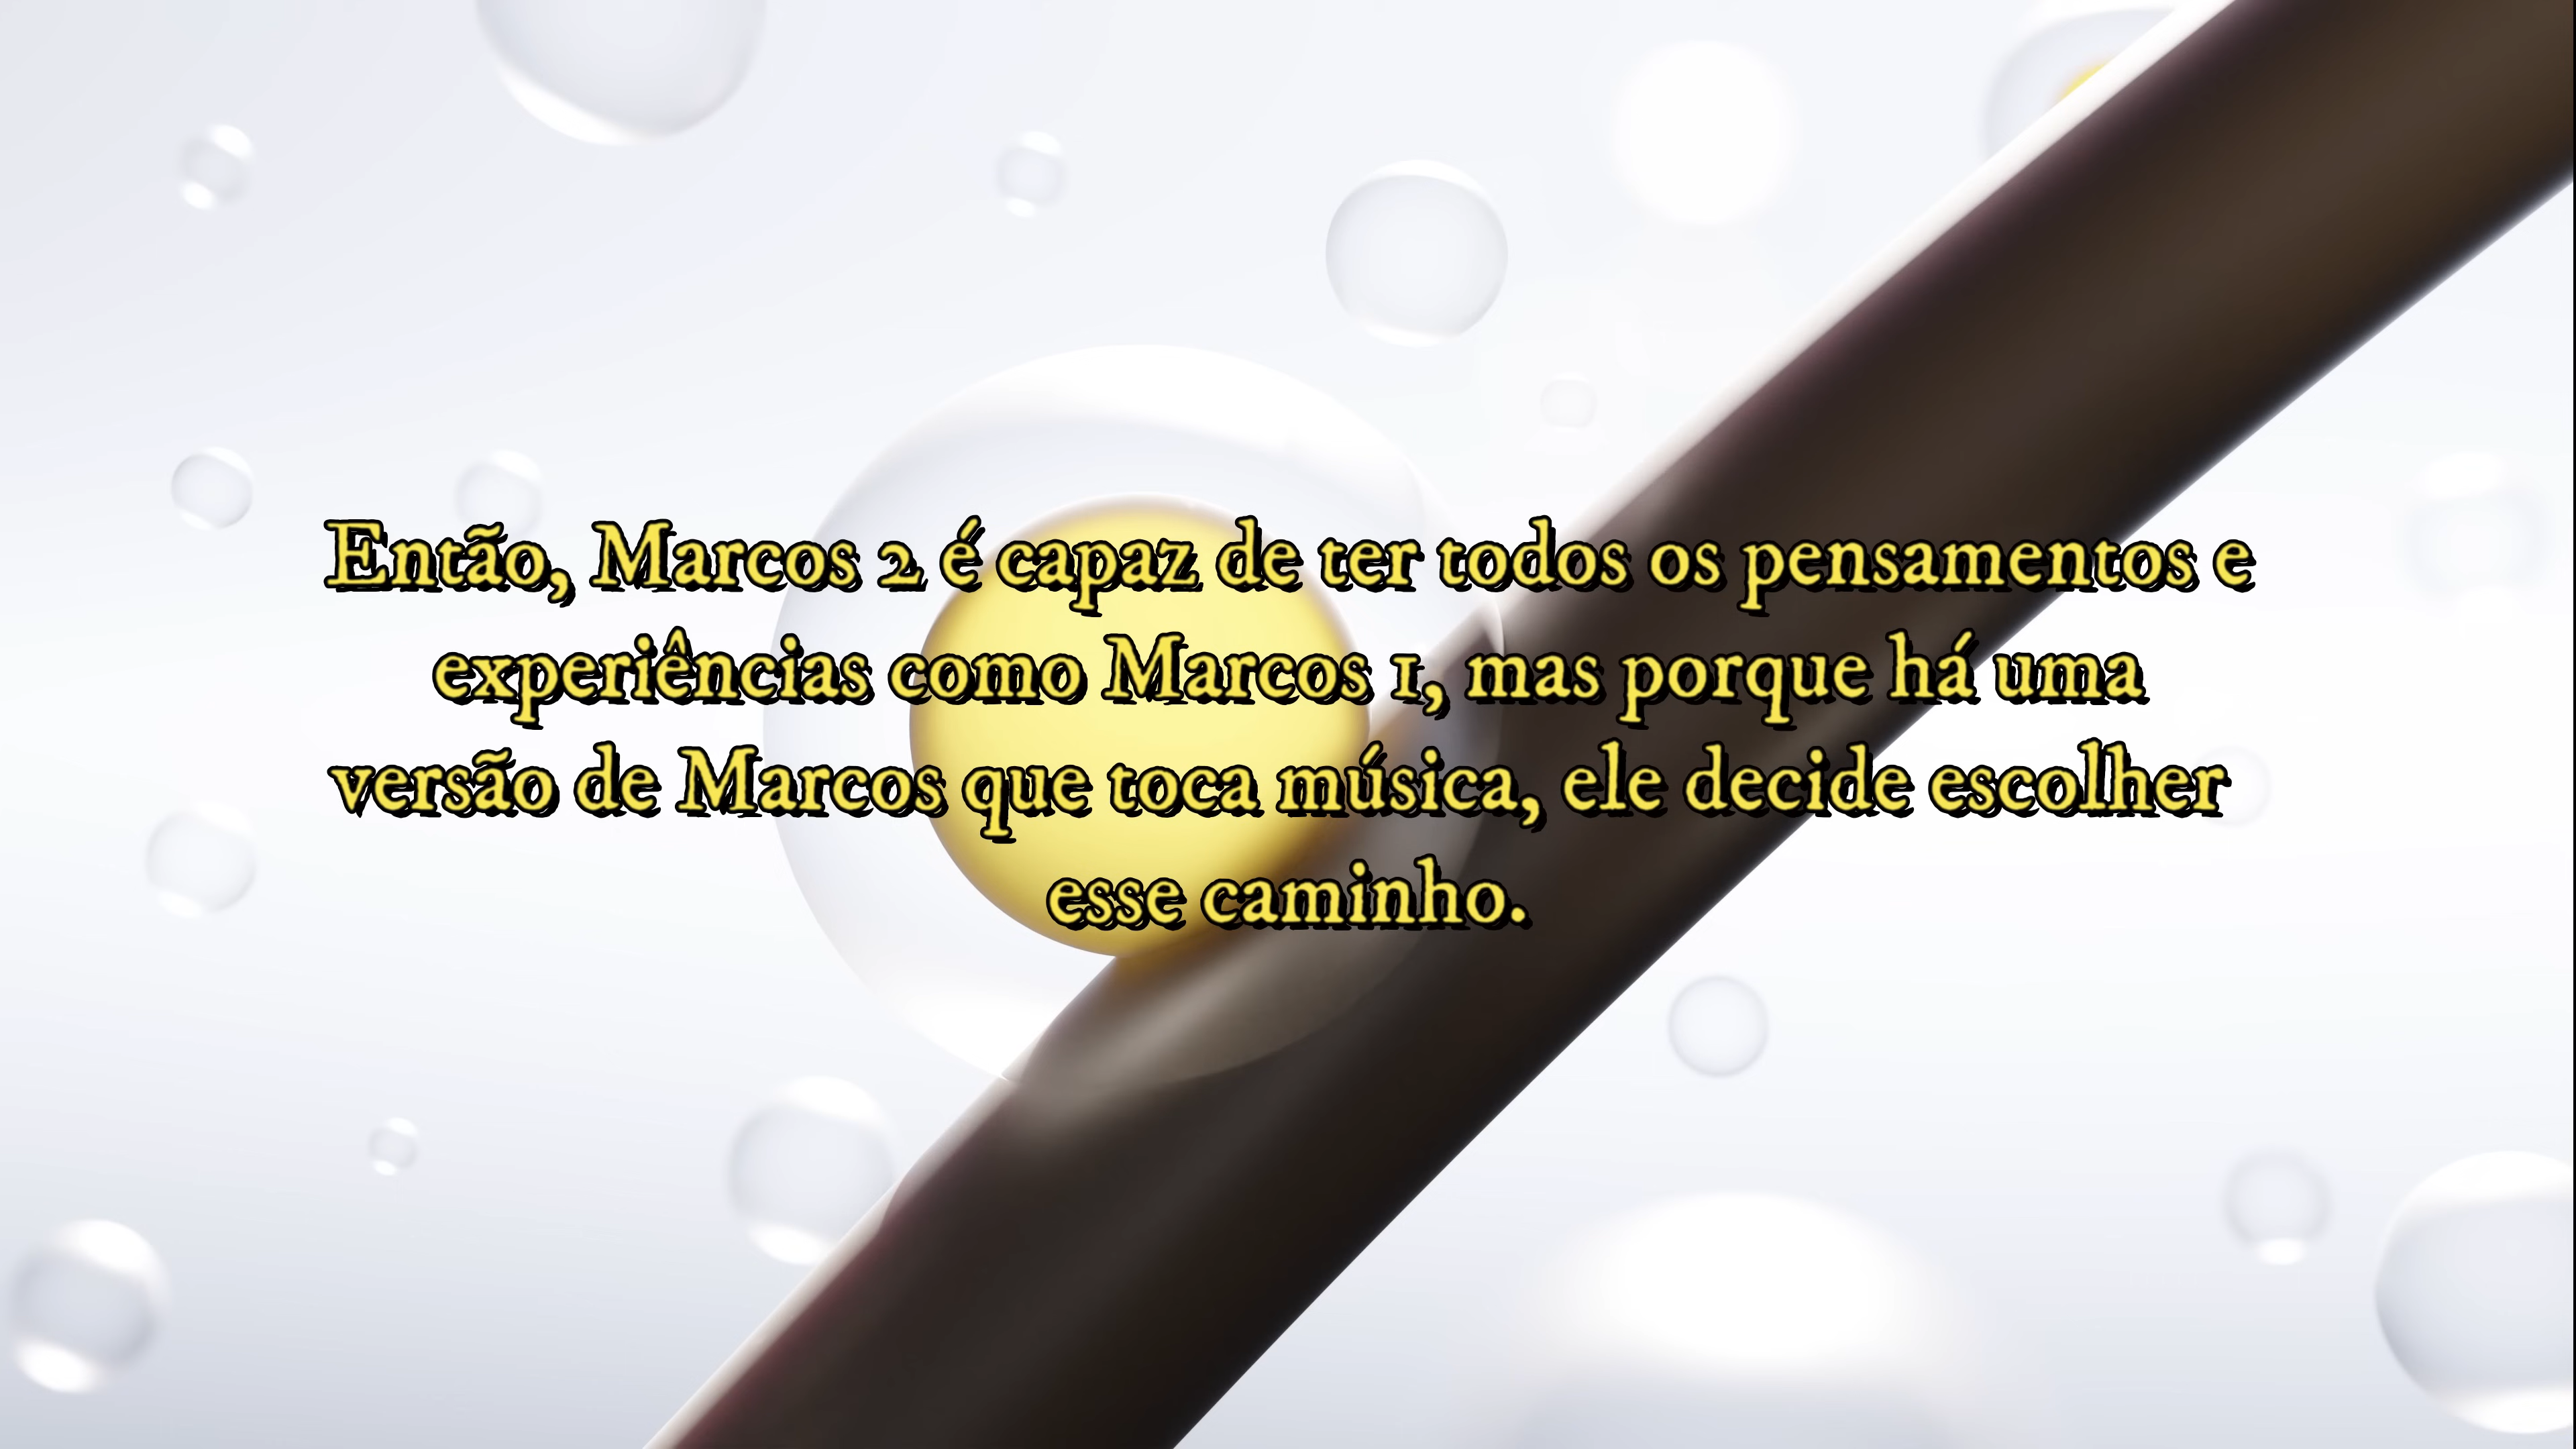 Então, Marcos 2 é capaz de ter todos os pensamentos e
experiências como Marcos 1, mas porque há uma
versão de Marcos que toca música, ele decide escolher
esse caminho.